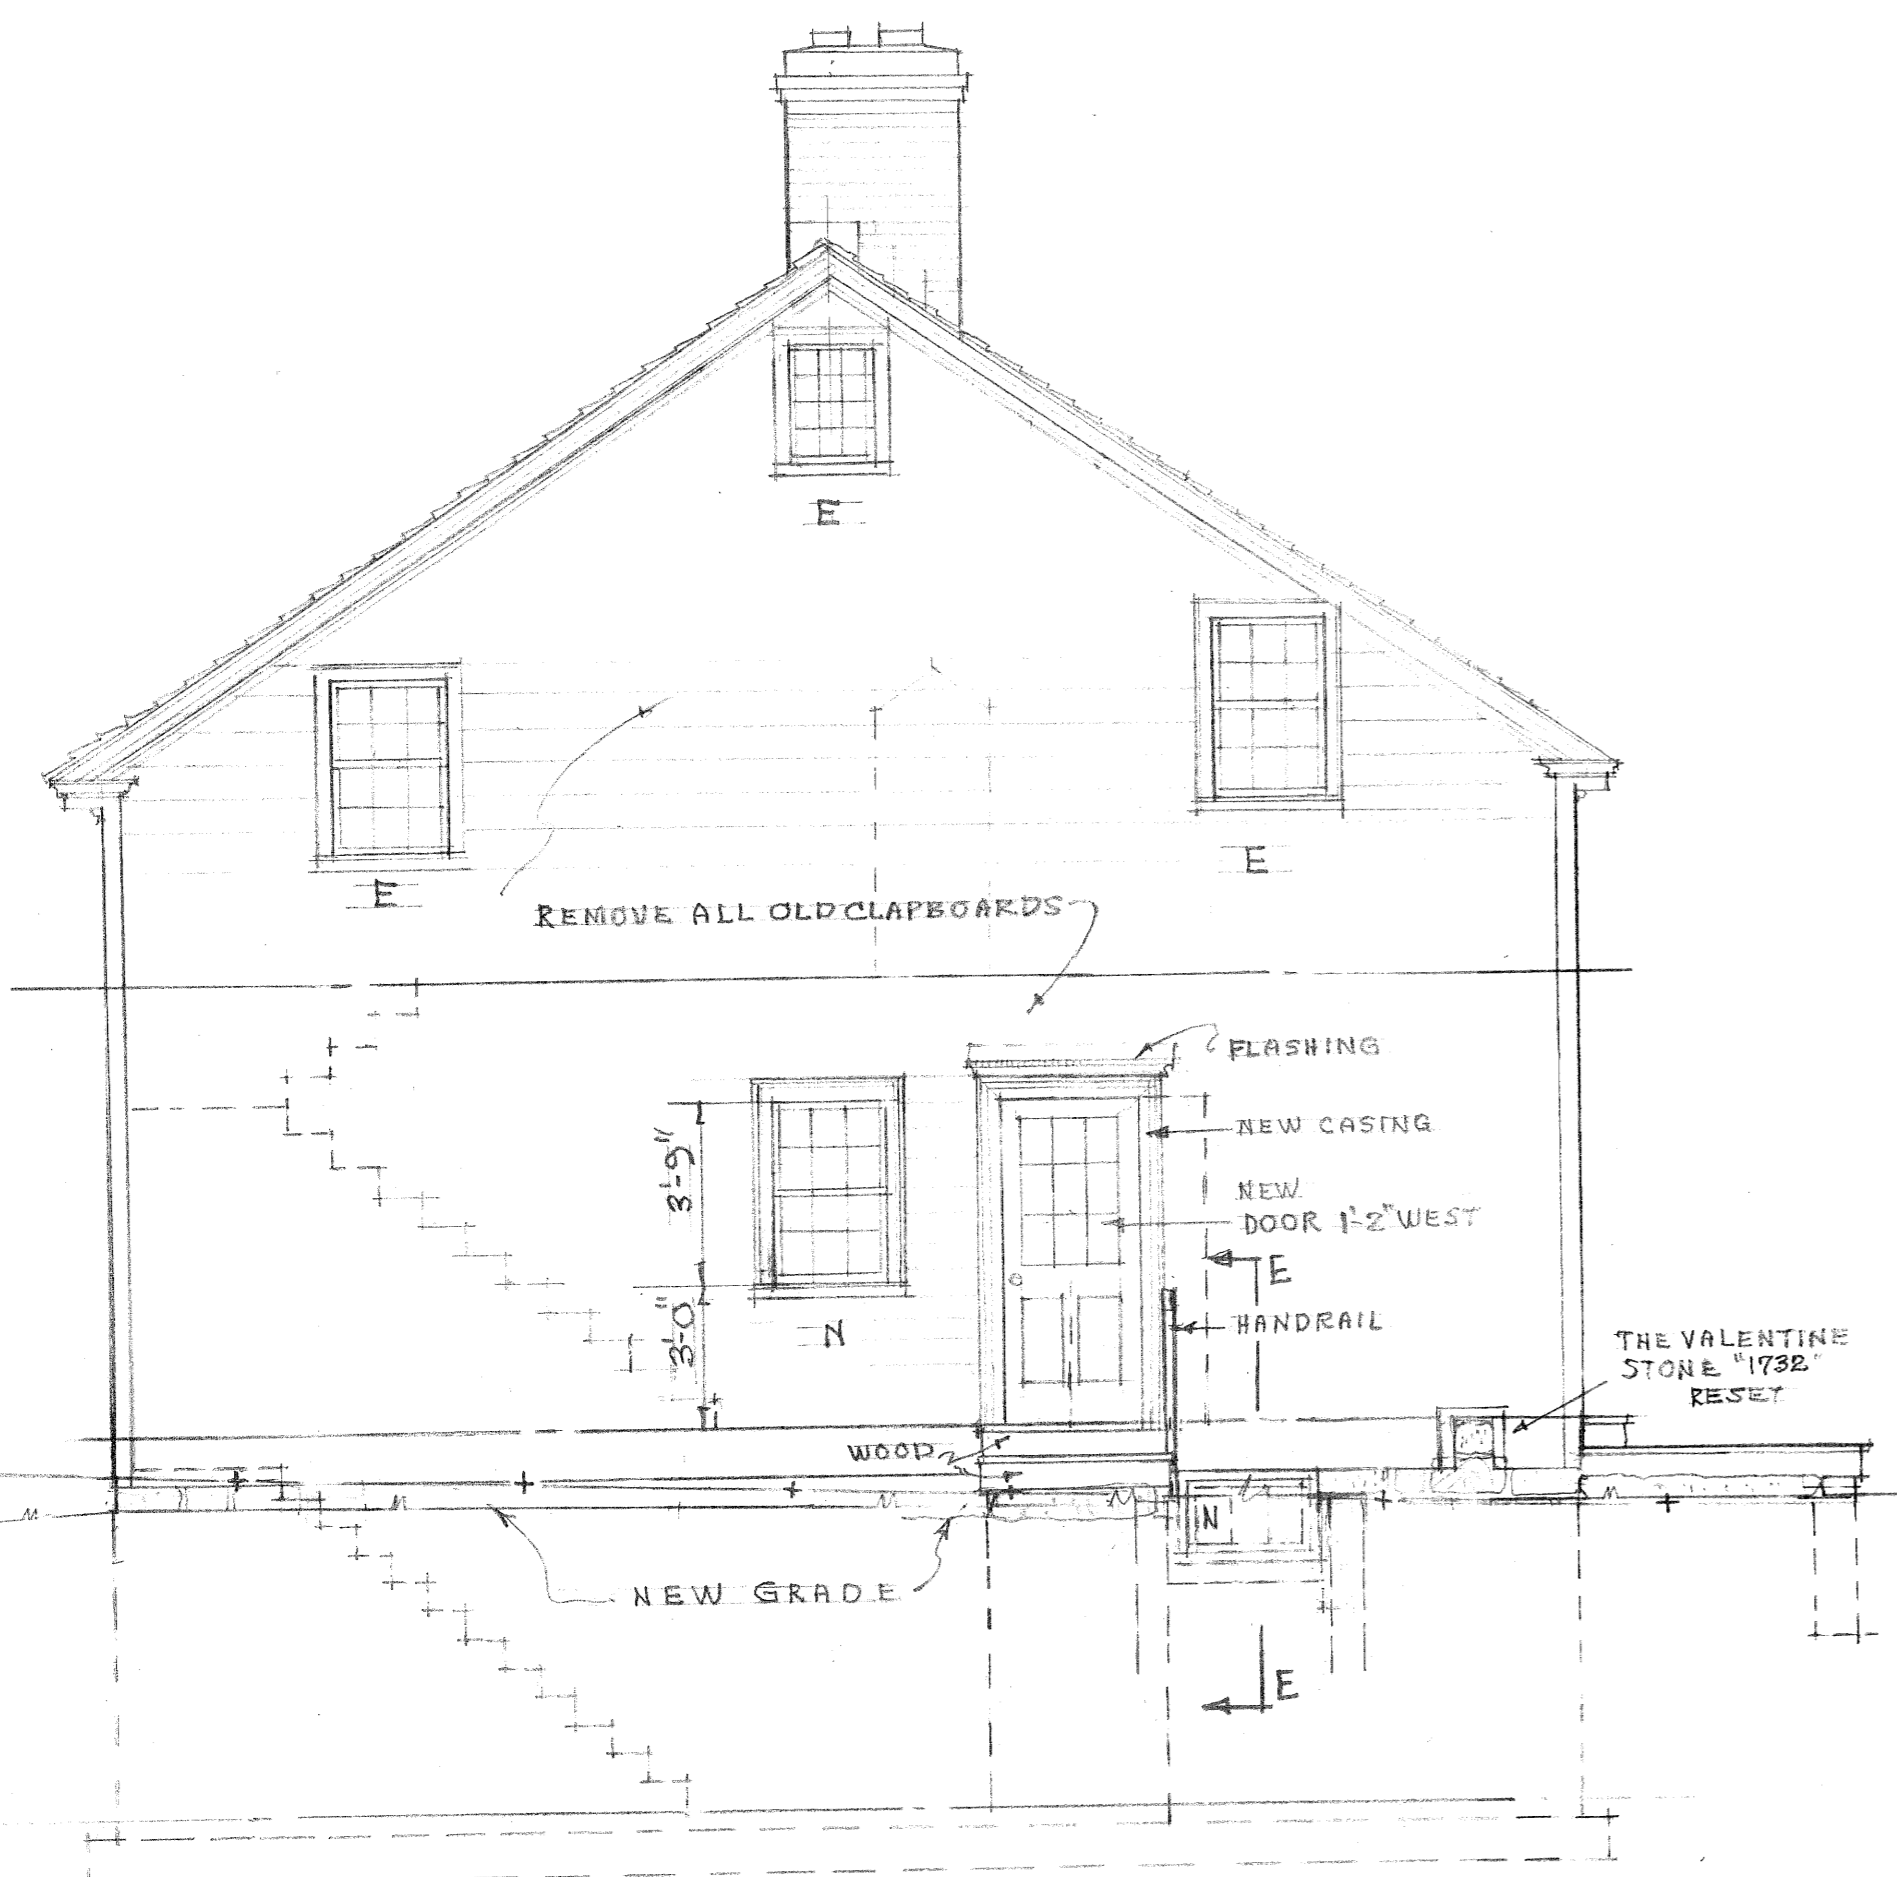 E
E
E
REMOVE ALL OLD CLAPBOARDS
FLASHING
NEW CASING
3'-9"
NEW
DOOR 1'-2" WEST
E
3'-0"
N
HANDRAIL
THE VALENTINE
STONE "1732"
RESET
WOOD
N
NEW GRADE
E